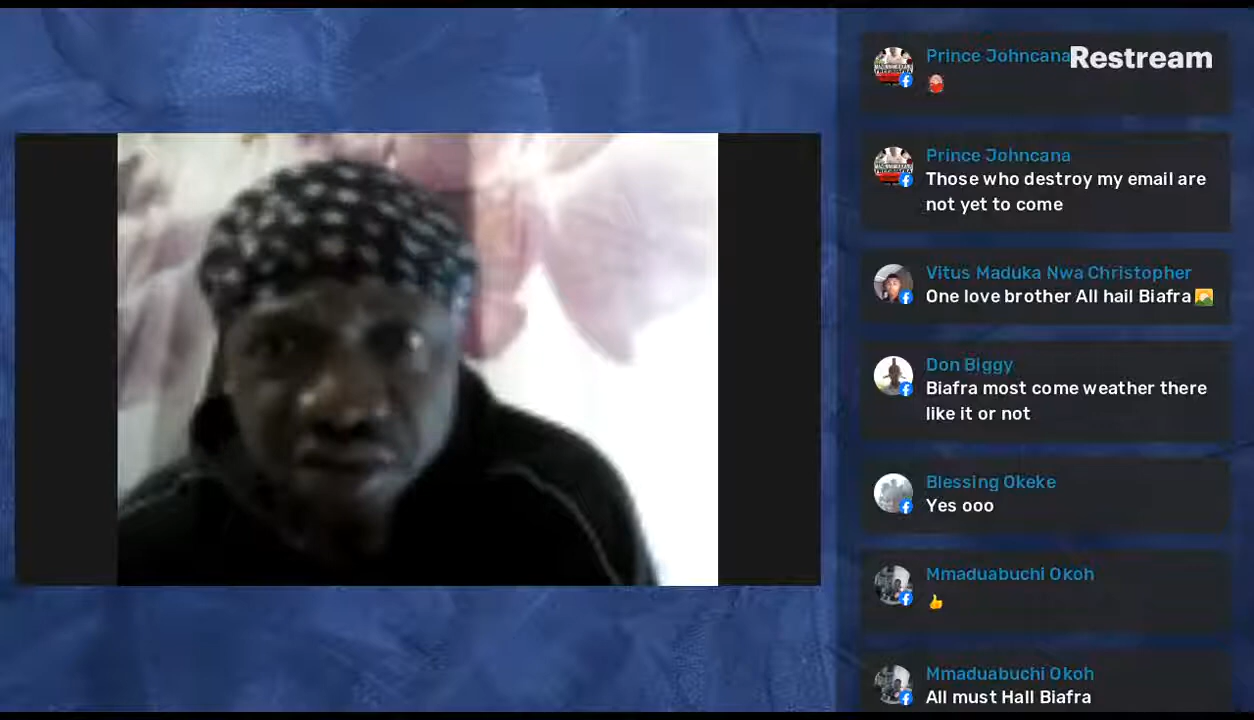 Restream
Prince Johncana
Prince Johncana
Those who destroy my email are
not yet to come
Vitus Maduka Nwa Christopher
One love brother All hail Biafra
Don Biggy
Biafra most come weather there
like it or not
Blessing Okeke
Yes ooo
Mmaduabuchi Okoh
Mmaduabuchi Okoh
All must Hall Biafra